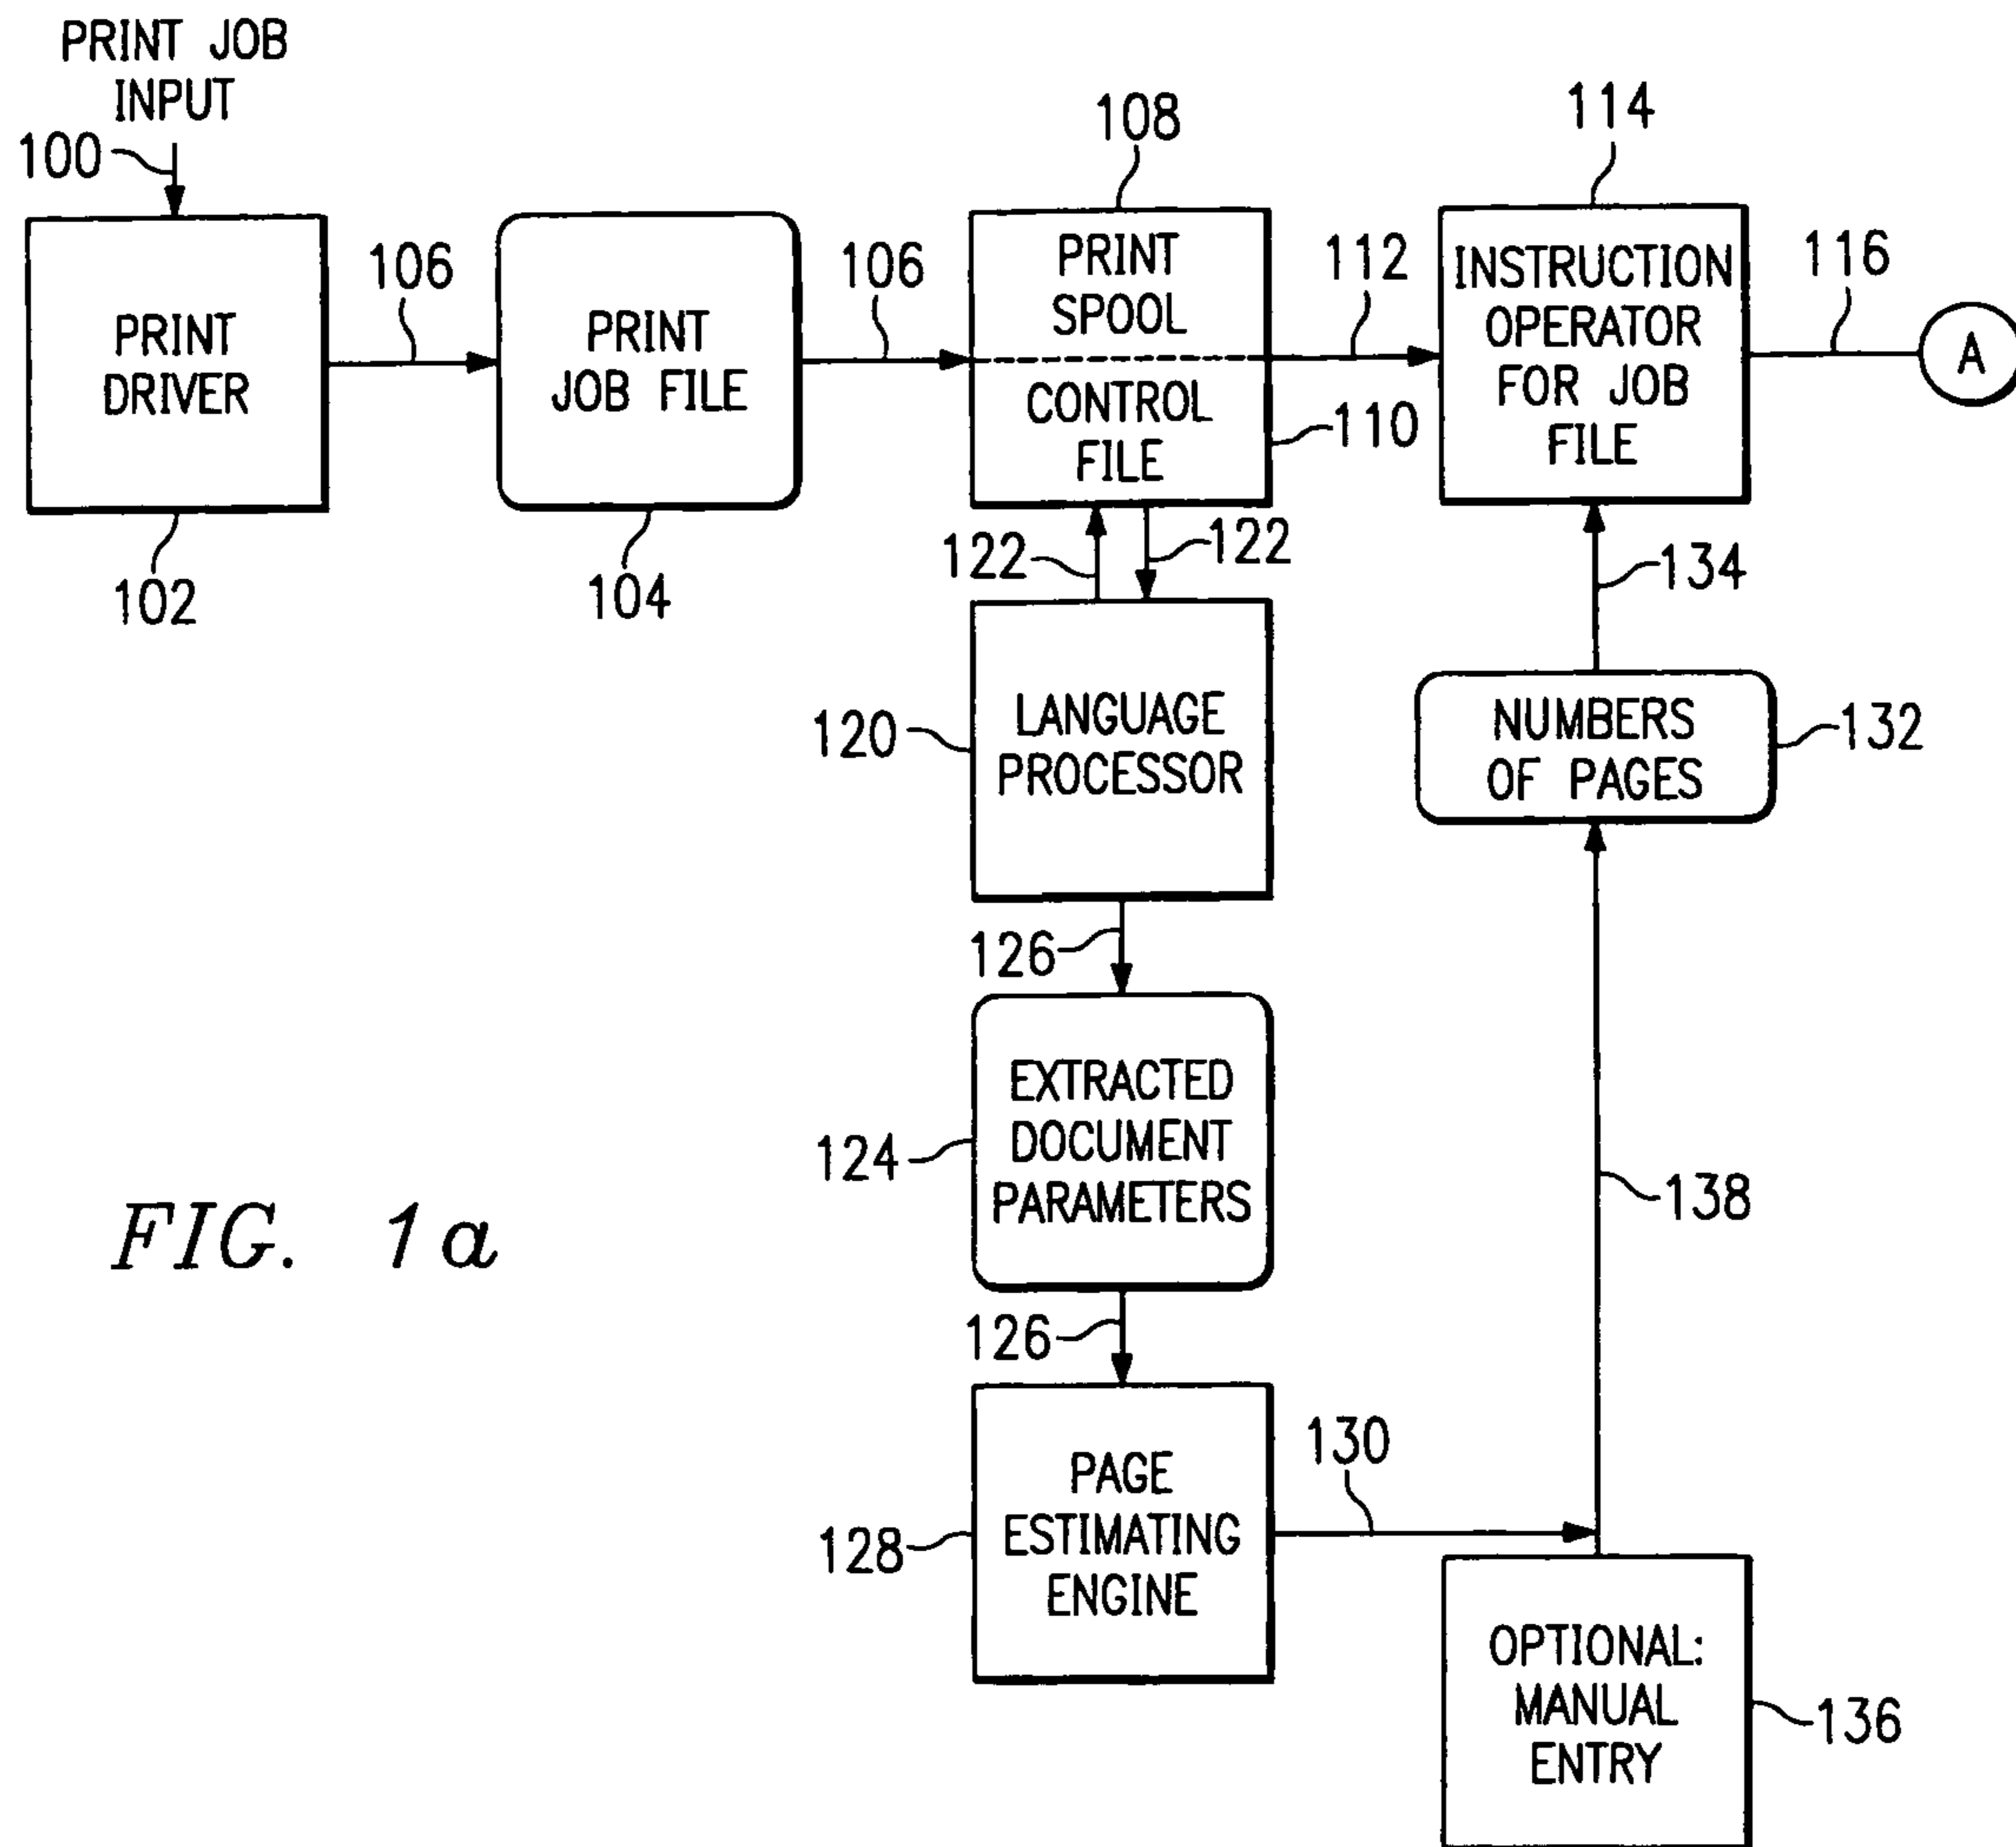 PRINT JOB
INPUT
100
108
114
PRINT
DRIVER
106
PRINT
JOB FILE
106
PRINT
SPOOL
CONTROL
FILE
110
112
INSTRUCTION
OPERATOR
FOR JOB
FILE
116
A
102
104
122
122
134
120
LANGUAGE
PROCESSOR
NUMBERS
OF PAGES
132
126
124
EXTRACTED
DOCUMENT
PARAMETERS
138
FIG. 1a
126
128
PAGE
ESTIMATING
ENGINE
130
OPTIONAL:
MANUAL
ENTRY
136